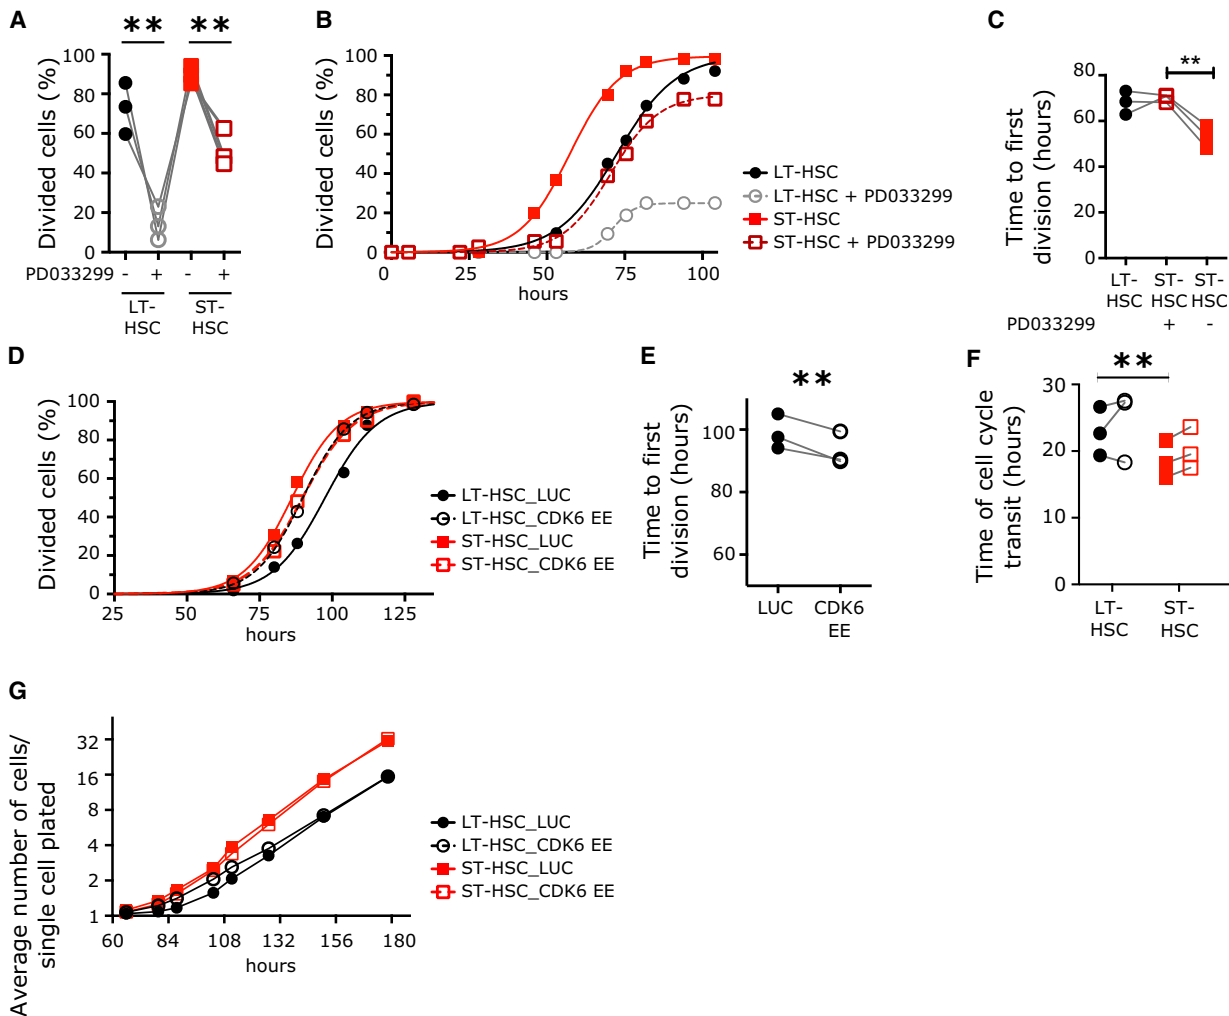 A
**
**
Divided cells (%)
100
80
60
40
20
0
PD033299
-
+
-
+
LT-
HSC
ST-
HSC
B
Divided cells (%)
100
80
60
40
20
0
0
25
50
75
100
hours
LT-HSC
LT-HSC + PD033299
ST-HSC
ST-HSC + PD033299
C
**
Time to first
division (hours)
80
60
40
20
0
LT-
HSC
ST-
HSC
ST-
HSC
PD033299
+
-
D
Divided cells (%)
100
80
60
40
20
0
25
50
75
100
125
hours
LT-HSC_LUC
LT-HSC_CDK6 EE
ST-HSC_LUC
ST-HSC_CDK6 EE
E
**
Time to first
division (hours)
100
80
60
LUC
CDK6
EE
F
**
Time of cell cycle
transit (hours)
30
20
10
0
LT-
HSC
ST-
HSC
G
Average number of cells/
single cell plated
32
16
8
4
2
1
60
84
108
132
156
180
hours
LT-HSC_LUC
LT-HSC_CDK6 EE
ST-HSC_LUC
ST-HSC_CDK6 EE